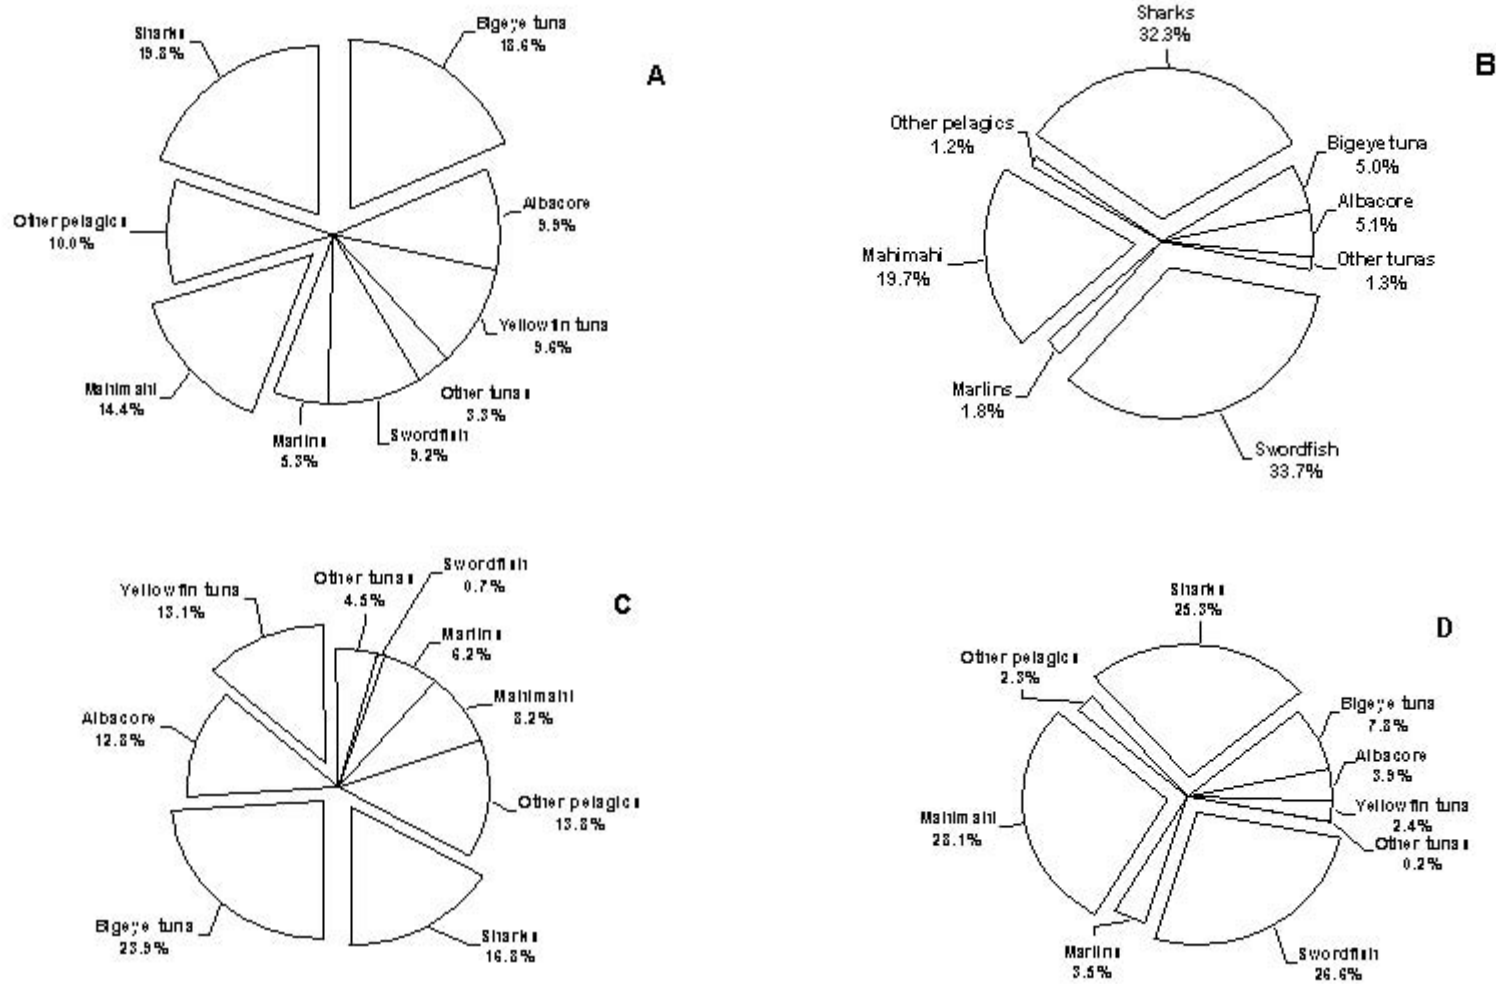 A
Sharks
19.8%
Bigeye tuna
18.6%
Albacore
9.9%
Yellowfin tuna
9.6%
Other tunas
3.3%
Swordfish
9.2%
Marlins
5.3%
Mahimahi
14.4%
Other pelagics
10.0%
B
Sharks
32.3%
Bigeye tuna
5.0%
Albacore
5.1%
Other tunas
1.3%
Swordfish
33.7%
Marlins
1.8%
Mahimahi
19.7%
Other pelagics
1.2%
C
Yellowfin tuna
13.1%
Other tunas
4.5%
Swordfish
0.7%
Marlins
6.2%
Mahimahi
8.2%
Other pelagics
13.8%
Sharks
16.8%
Bigeye tuna
23.9%
Albacore
12.8%
D
Sharks
25.3%
Bigeye tuna
7.8%
Albacore
3.9%
Yellowfin tuna
2.4%
Other tunas
0.2%
Swordfish
26.6%
Marlins
3.5%
Mahimahi
28.1%
Other pelagics
2.3%